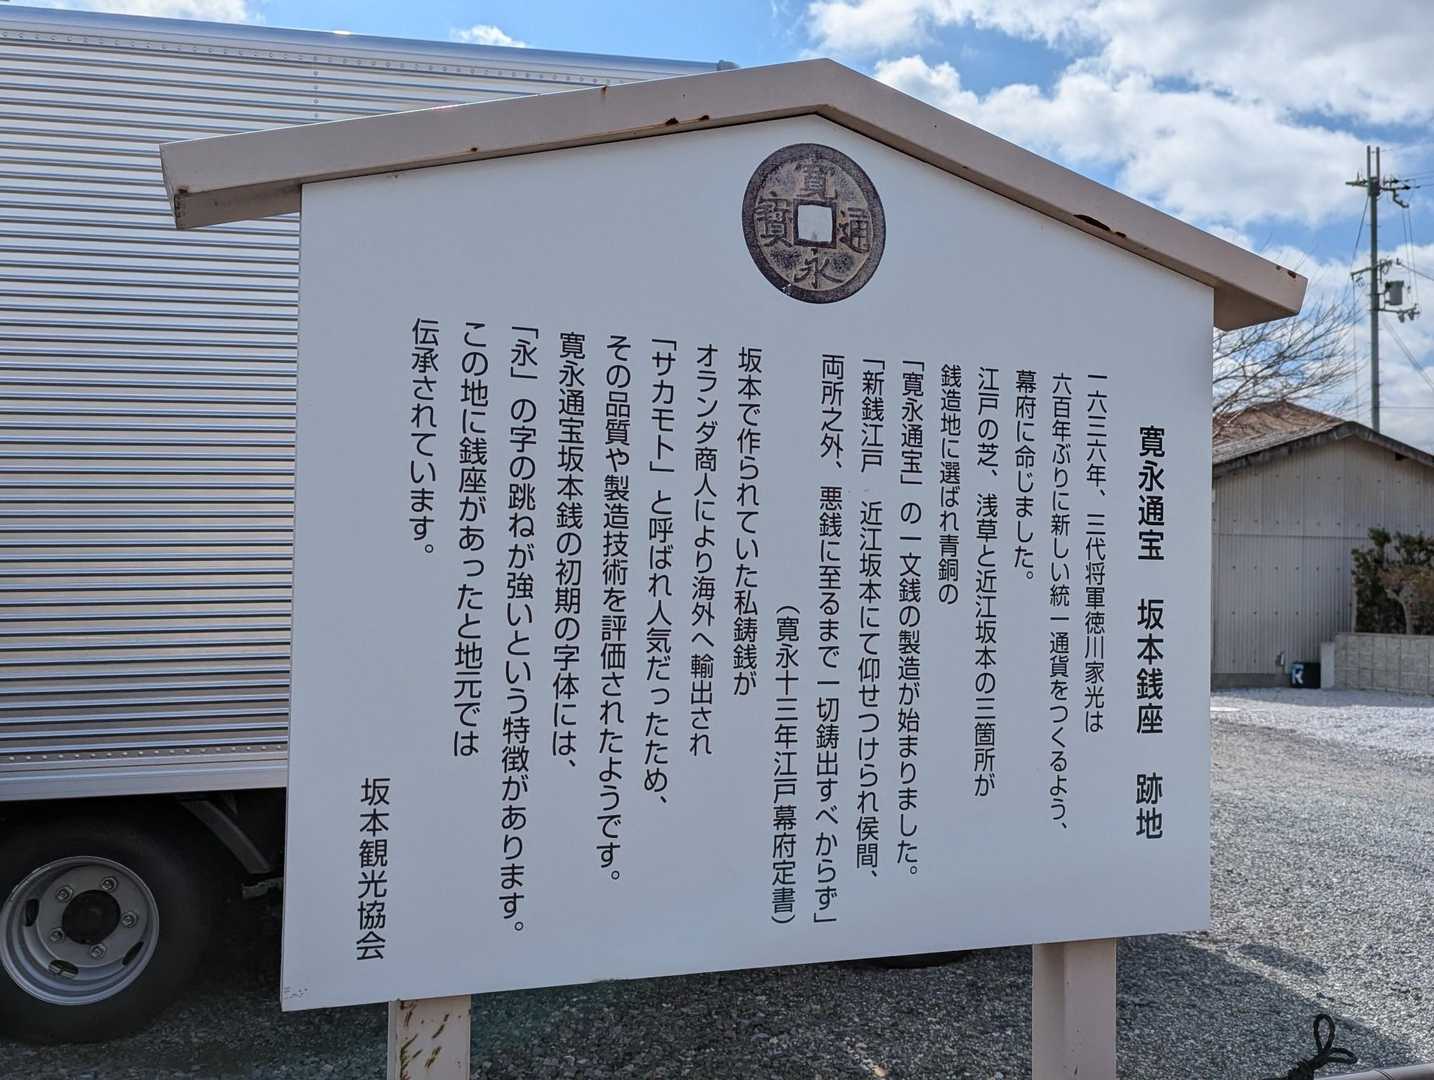 寛永通寳
寛永通宝　坂本銭座　跡地
一六三六年、三代将軍徳川家光は
六百年ぶりに新しい統一通貨をつくるよう、
幕府に命じました。
江戸の芝、浅草と近江坂本の三箇所が
銭造地に選ばれ青銅の
「寛永通宝」の一文銭の製造が始まりました。
「新銭江戸　近江坂本にて仰せつけられ侯間、
両所之外、悪銭に至るまで一切鋳出すべからず」
（寛永十三年江戸幕府定書）
坂本で作られていた私鋳銭が
オランダ商人により海外へ輸出され
「サカモト」と呼ばれ人気だったため、
その品質や製造技術を評価されたようです。
寛永通宝坂本銭の初期の字体には、
「永」の字の跳ねが強いという特徴があります。
この地に銭座があったと地元では
伝承されています。
坂本観光協会